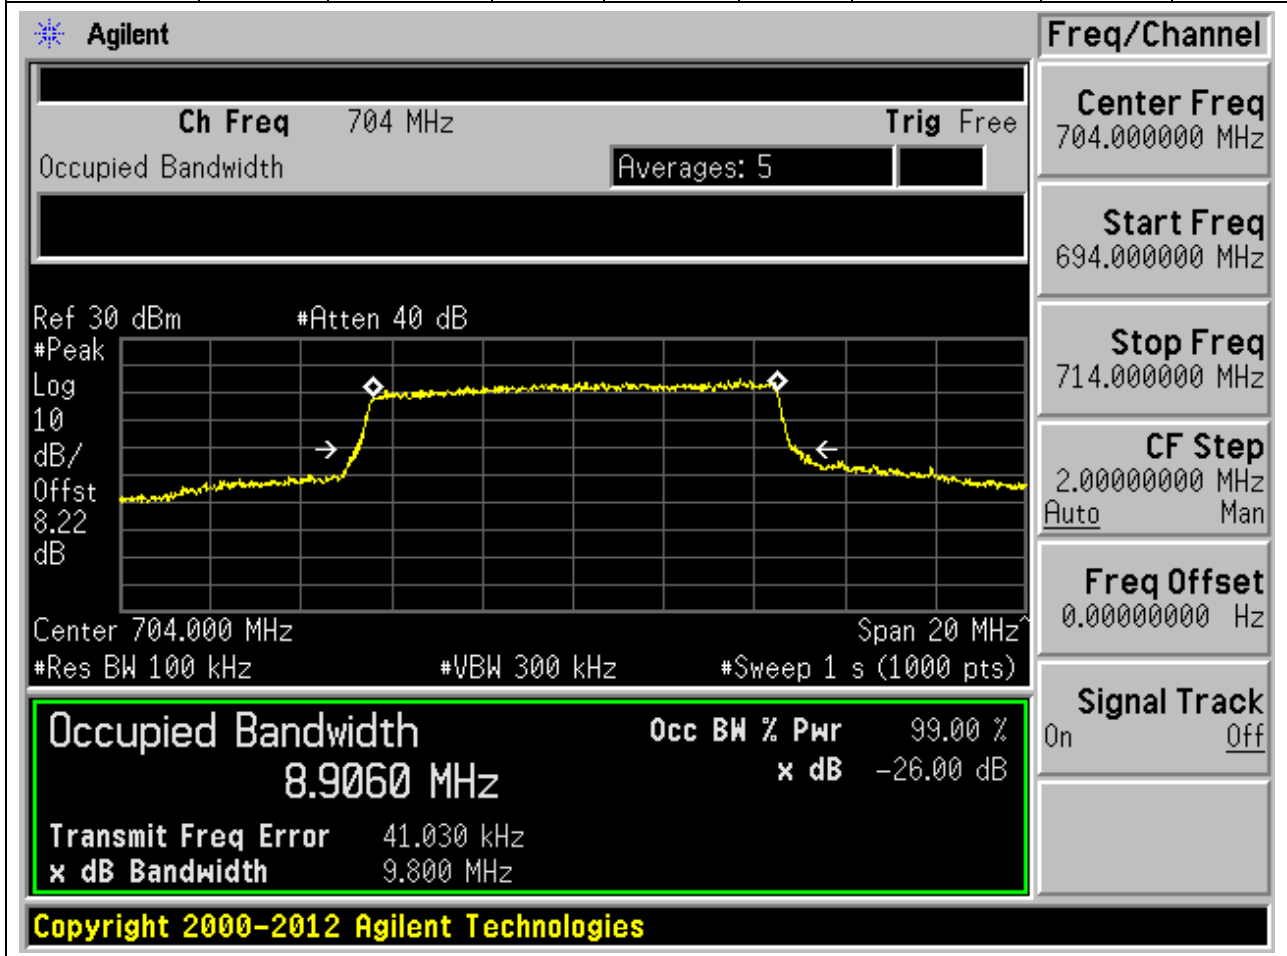 Agilent
Freq/Channel
Ch Freq 704 MHz Trig Free
Occupied Bandwidth Averages: 5
Center Freq
704.000000 MHz
Start Freq
694.000000 MHz
Stop Freq
714.000000 MHz
CF Step
2.00000000 MHz
Auto Man
Freq Offset
0.00000000 Hz
Signal Track
On Off
Ref 30 dBm #Atten 40 dB
#Peak
Log
10
dB/
Offst
8.22
dB
Center 704.000 MHz Span 20 MHz^
#Res BW 100 kHz #VBW 300 kHz #Sweep 1 s (1000 pts)
Occupied Bandwidth
8.9060 MHz
Occ BW % Pwr 99.00 %
x dB -26.00 dB
Transmit Freq Error 41.030 kHz
x dB Bandwidth 9.800 MHz
Copyright 2000-2012 Agilent Technologies